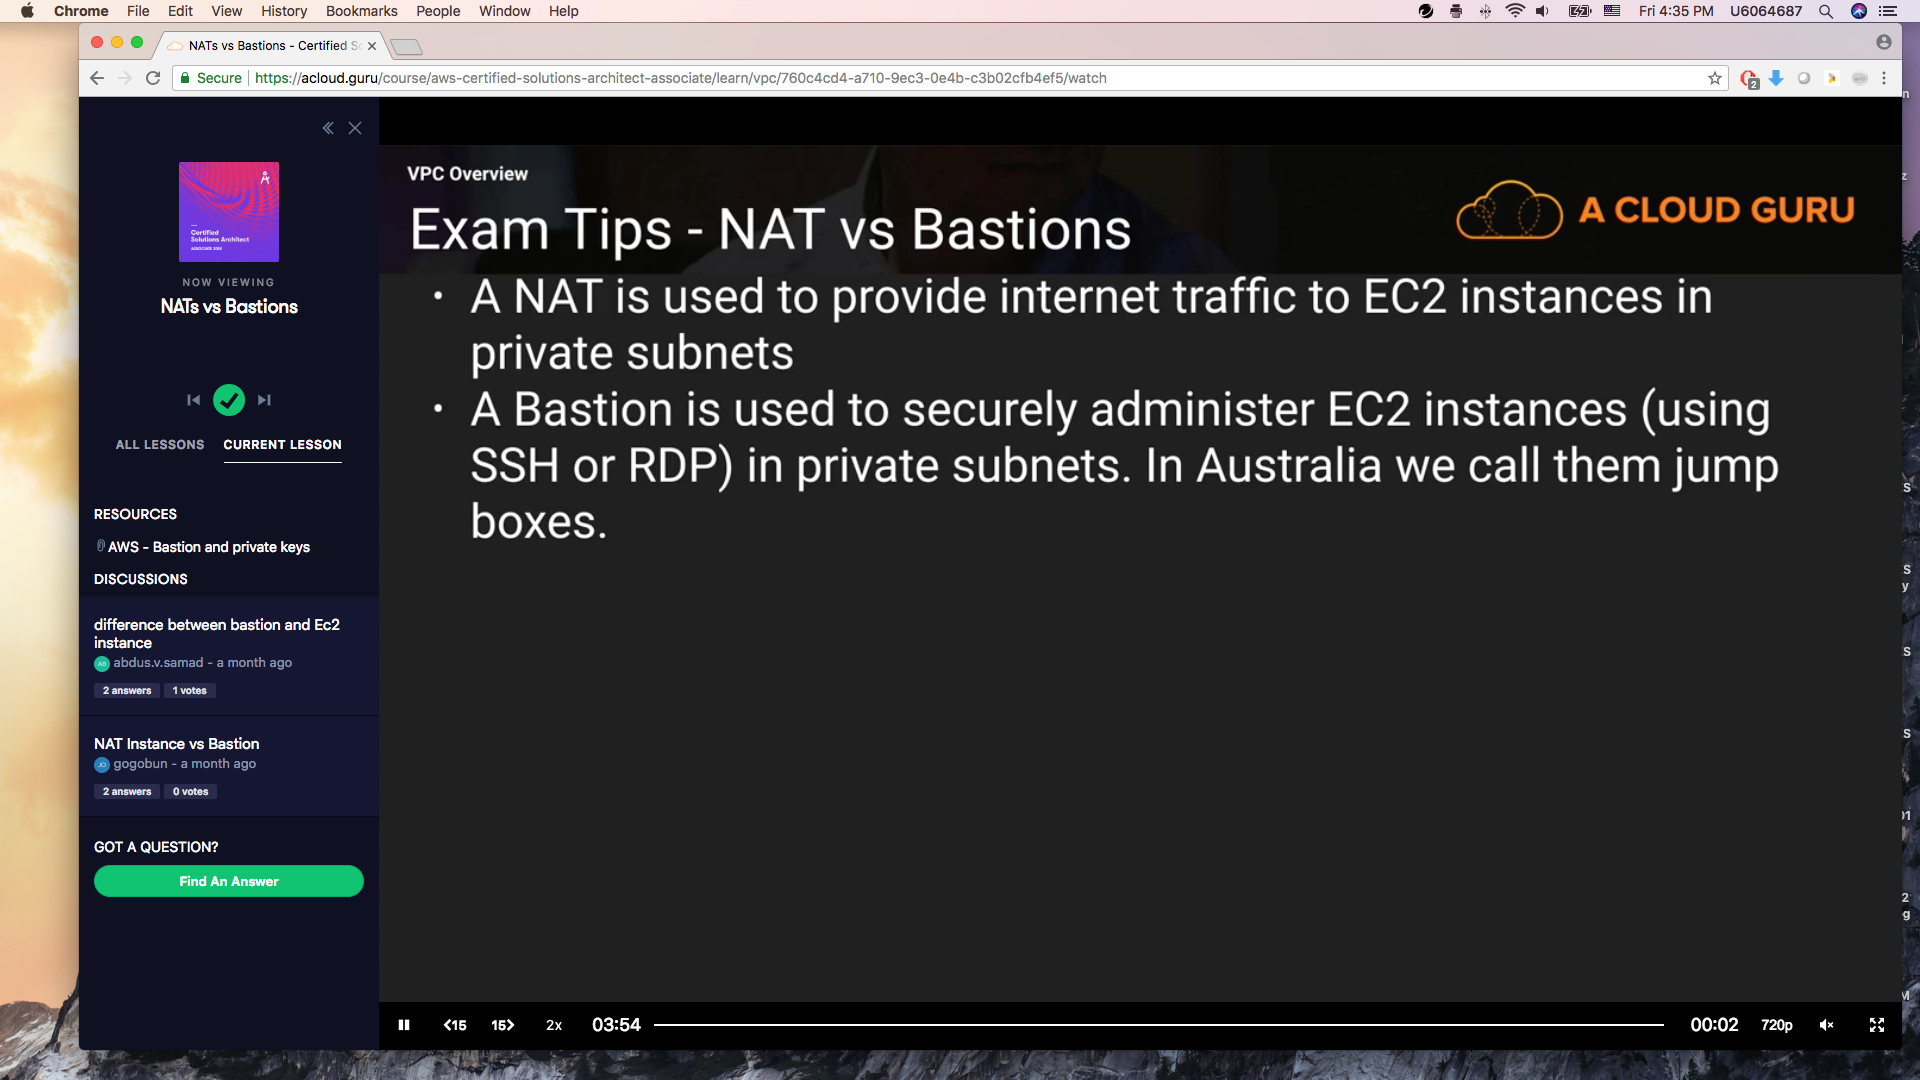 Chrome File Edit View History Bookmarks People Window Help
Fri 4:35 PM U6064687
NATs vs Bastions - Certified So
Secure https://acloud.guru/course/aws-certified-solutions-architect-associate/learn/vpc/760c4cd4-a710-9ec3-0e4b-c3b02cfb4ef5/watch
2
Certified
Solutions Architect
NOW VIEWING
NATs vs Bastions
ALL LESSONS CURRENT LESSON
RESOURCES
AWS - Bastion and private keys
DISCUSSIONS
difference between bastion and Ec2
instance
abdus.v.samad - a month ago
2 answers 1 votes
NAT Instance vs Bastion
gogobun - a month ago
2 answers 0 votes
GOT A QUESTION?
Find An Answer
VPC Overview
Exam Tips - NAT vs Bastions
A CLOUD GURU
• A NAT is used to provide internet traffic to EC2 instances in
private subnets
• A Bastion is used to securely administer EC2 instances (using
SSH or RDP) in private subnets. In Australia we call them jump
boxes.
<15 15> 2x 03:54 00:02 720p